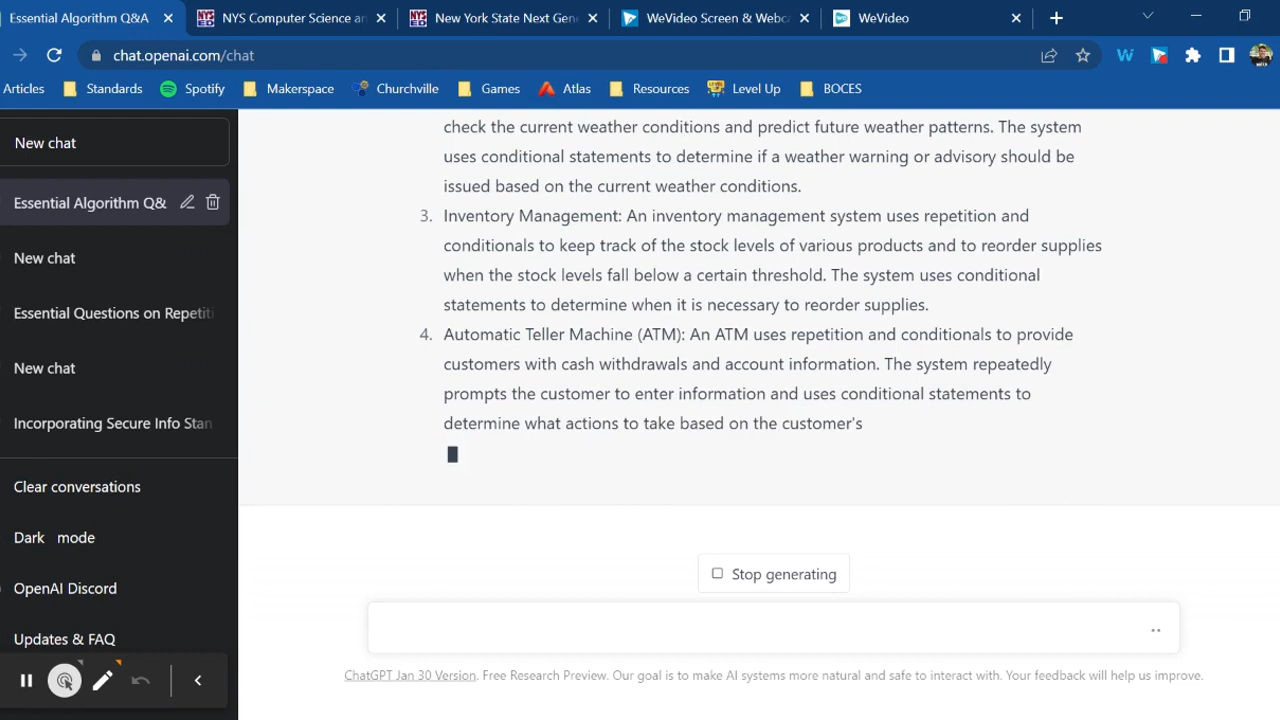 Essential Algorithm Q&A
NYS Computer Science an
New York State Next Gen
WeVideo Screen & Webc
WeVideo
chat.openai.com/chat
Articles
Standards
Spotify
Makerspace
Churchville
Games
Atlas
Resources
Level Up
BOCES
New chat
Essential Algorithm Q&
New chat
Essential Questions on Repetiti
New chat
Incorporating Secure Info Stan
Clear conversations
Dark mode
OpenAI Discord
Updates & FAQ
check the current weather conditions and predict future weather patterns. The system
uses conditional statements to determine if a weather warning or advisory should be
issued based on the current weather conditions.
3. Inventory Management: An inventory management system uses repetition and
conditionals to keep track of the stock levels of various products and to reorder supplies
when the stock levels fall below a certain threshold. The system uses conditional
statements to determine when it is necessary to reorder supplies.
4. Automatic Teller Machine (ATM): An ATM uses repetition and conditionals to provide
customers with cash withdrawals and account information. The system repeatedly
prompts the customer to enter information and uses conditional statements to
determine what actions to take based on the customer's
Stop generating
ChatGPT Jan 30 Version. Free Research Preview. Our goal is to make AI systems more natural and safe to interact with. Your feedback will help us improve.